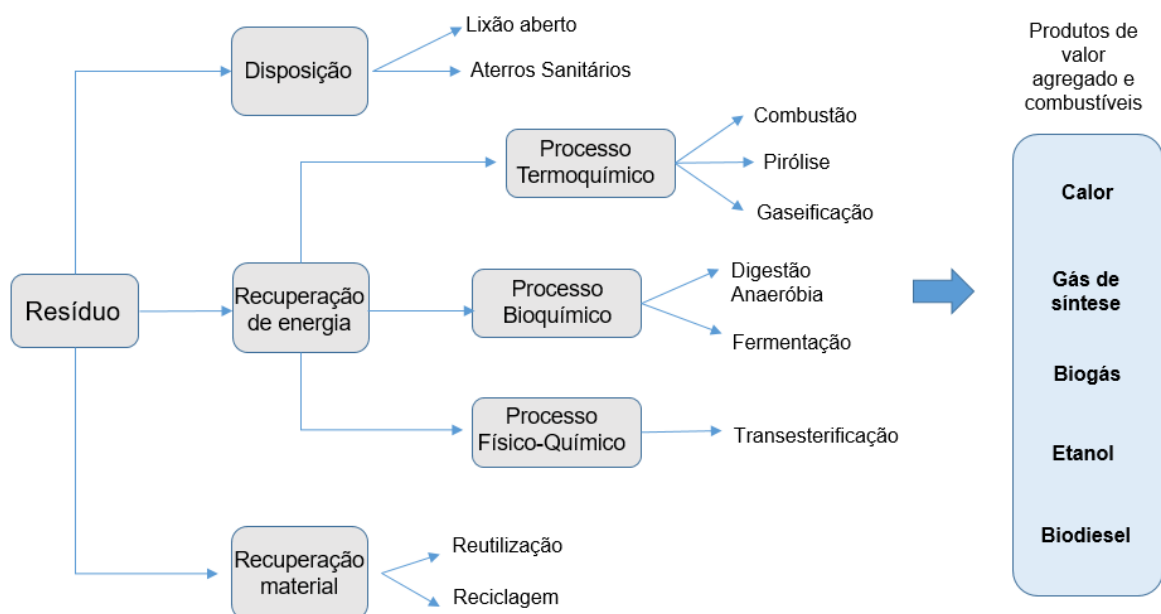 Resíduo
Disposição
Lixão aberto
Aterros Sanitários
Recuperação
de energia
Processo
Termoquímico
Combustão
Pirólise
Gaseificação
Processo
Bioquímico
Digestão
Anaeróbia
Fermentação
Processo
Físico-Químico
Transesterificação
Recuperação
material
Reutilização
Reciclagem
Produtos de
valor
agregado e
combustíveis
Calor
Gás de
síntese
Biogás
Etanol
Biodiesel